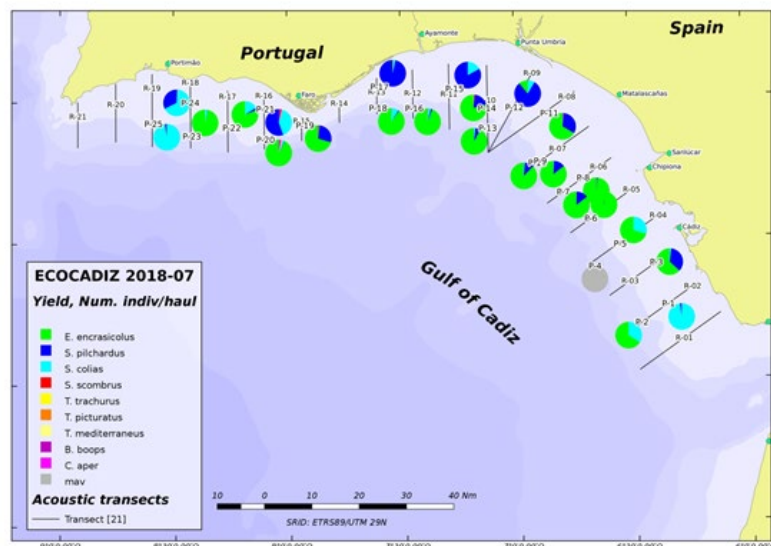 Portugal
Spain
Ayamonte
Punta Umbría
Portimão
Matalascañas
Faro
Sanlúcar
Chipiona
Cádiz
R-21
R-20
R-19
R-18
P-24
R-17
R-16
P-21
P-25
P-23
P-22
P-20
P-19
R-14
P-17
R-12
P-18
P-16
P-15
P-14
P-13
P-12
R-09
R-08
P-11
R-07
P-9
P-8
R-06
P-7
R-05
P-6
R-04
P-5
P-4
P-3
R-03
R-02
P-1
P-2
R-01
Gulf of Cadiz
ECOCADIZ 2018-07
Yield, Num. indiv/haul
E. encrasicolus
S. pilchardus
S. colias
S. scombrus
T. trachurus
T. picturatus
T. mediterraneus
B. boops
C. aper
mav
Acoustic transects
Transect [21]
10 0 10 20 30 40 Nm
SRID: ETRS89/UTM 29N